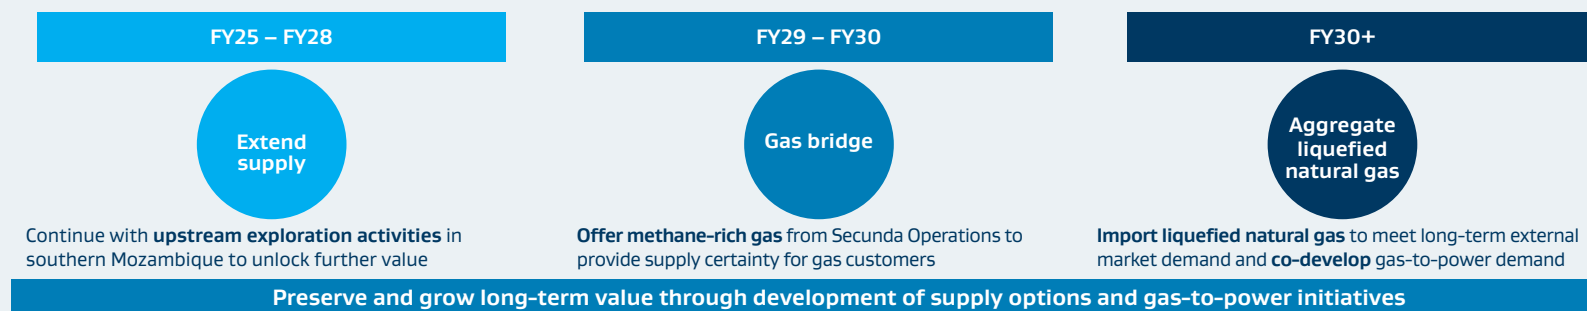 FY25 – FY28
Extend
supply
Continue with upstream exploration activities in
southern Mozambique to unlock further value
FY29 – FY30
Gas bridge
Offer methane-rich gas from Secunda Operations to
provide supply certainty for gas customers
FY30+
Aggregate
liquefied
natural gas
Import liquefied natural gas to meet long-term external
market demand and co-develop gas-to-power demand
Preserve and grow long-term value through development of supply options and gas-to-power initiatives